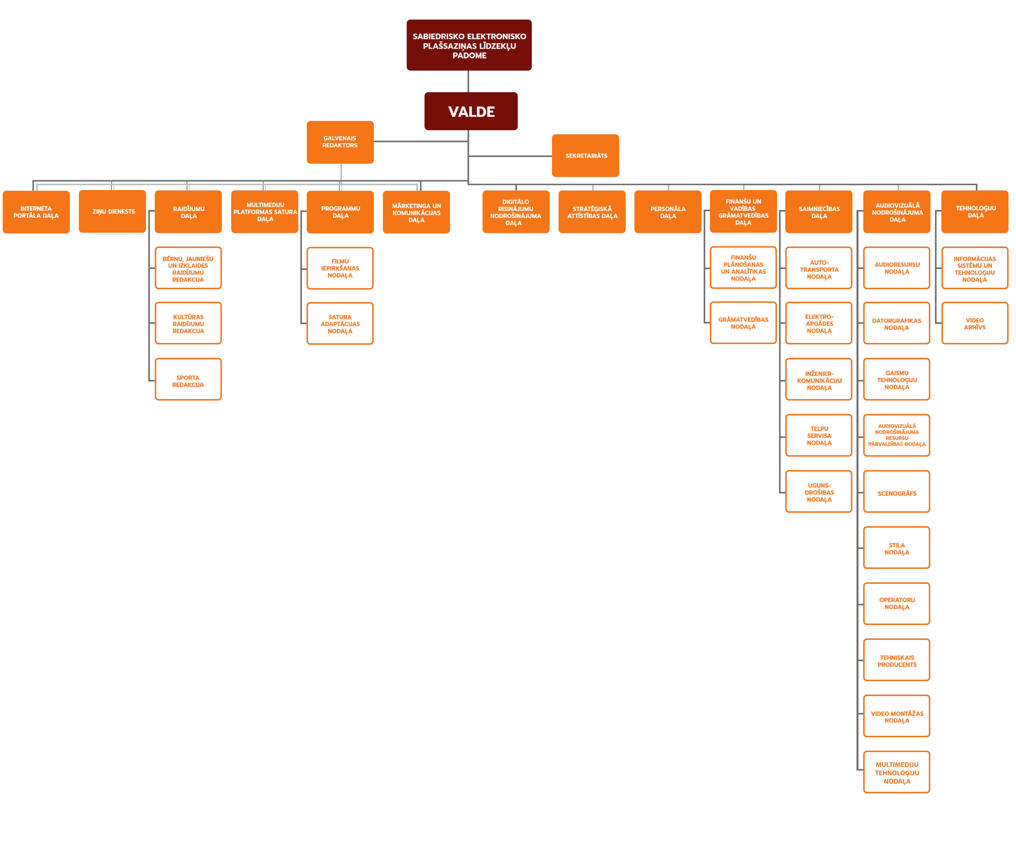 SABIEDRISKO ELEKTRONISKO
PLAŠSAZIŅAS LĪDZEKĻU
PADOME
VALDE
GALVENAIS
REDAKTORS
SEKRETARIĀTS
INTERNETA
PORTĀLA DAĻA
ZIŅU DIENESTS
RAIDĪJUMU
DAĻA
MULTIMEDIJU
PLATFORMAS SATURA
DAĻA
PROGRAMMU
DAĻA
MĀRKETINGA UN
KOMUNIKĀCIJAS
DAĻA
DIGITĀLO
RISINĀJUMU
NODROŠINĀJUMA
DAĻA
STRATĒĢISKĀ
ATTĪSTĪBAS DAĻA
PERSONĀLA
DAĻA
FINANŠU UN
VADĪBAS
GRĀMATVEDĪBAS
DAĻA
SAIMNIECĪBAS
DAĻA
AUDIOVIZUĀLĀ
NODROŠINĀJUMA
DAĻA
TEHNOLOĢIJU
DAĻA
BĒRNU, JAUNIEŠU
UN IZKLAIDES
RAIDĪJUMU
REDAKCIJA
KULTŪRAS
RAIDĪJUMU
REDAKCIJA
SPORTA
REDAKCIJA
FILMU
IEPIRKŠANAS
NODAĻA
SATURA
ADAPTĀCIJAS
NODAĻA
FINANŠU
PLĀNOŠANAS
UN ANALĪTIKAS
NODAĻA
GRĀMATVEDĪBAS
NODAĻA
AUTO-
TRANSPORTA
NODAĻA
ELEKTRO-
APGĀDES
NODAĻA
INŽENIER-
KOMUNIKĀCIJU
NODAĻA
TELPU
SERVISA
NODAĻA
UGUNS-
DROŠĪBAS
NODAĻA
AUDIORESURSU
NODAĻA
DATORGRAFIKAS
NODAĻA
GAISMU
TEHNOLOĢIJU
NODAĻA
AUDIOVIZUĀLĀ
NODROŠINĀJUMA
RESURSU
PĀRVALDĪBAS NODAĻA
SCENOGRĀFS
STILA
NODAĻA
OPERATORU
NODAĻA
TEHNISKAIS
PRODUCENTS
VIDEO MONTĀŽAS
NODAĻA
MULTIMEDIJU
TEHNOLOĢIJU
NODAĻA
INFORMĀCIJAS
SISTĒMU UN
TEHNOLOĢIJU
NODAĻA
VIDEO
ARHĪVS